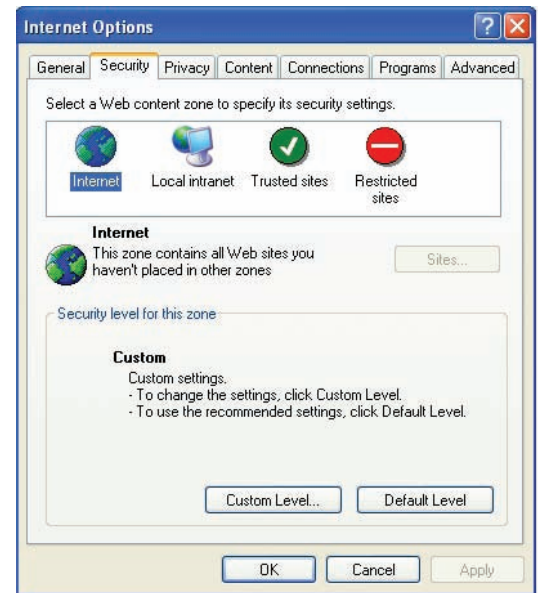 Internet Options
General Security Privacy Content Connections Programs Advanced
Select a Web content zone to specify its security settings.
Internet Local intranet Trusted sites Restricted
sites
Internet
This zone contains all Web sites you
haven't placed in other zones
Sites...
Security level for this zone
Custom
Custom settings.
- To change the settings, click Custom Level.
- To use the recommended settings, click Default Level.
Custom Level... Default Level
OK Cancel Apply